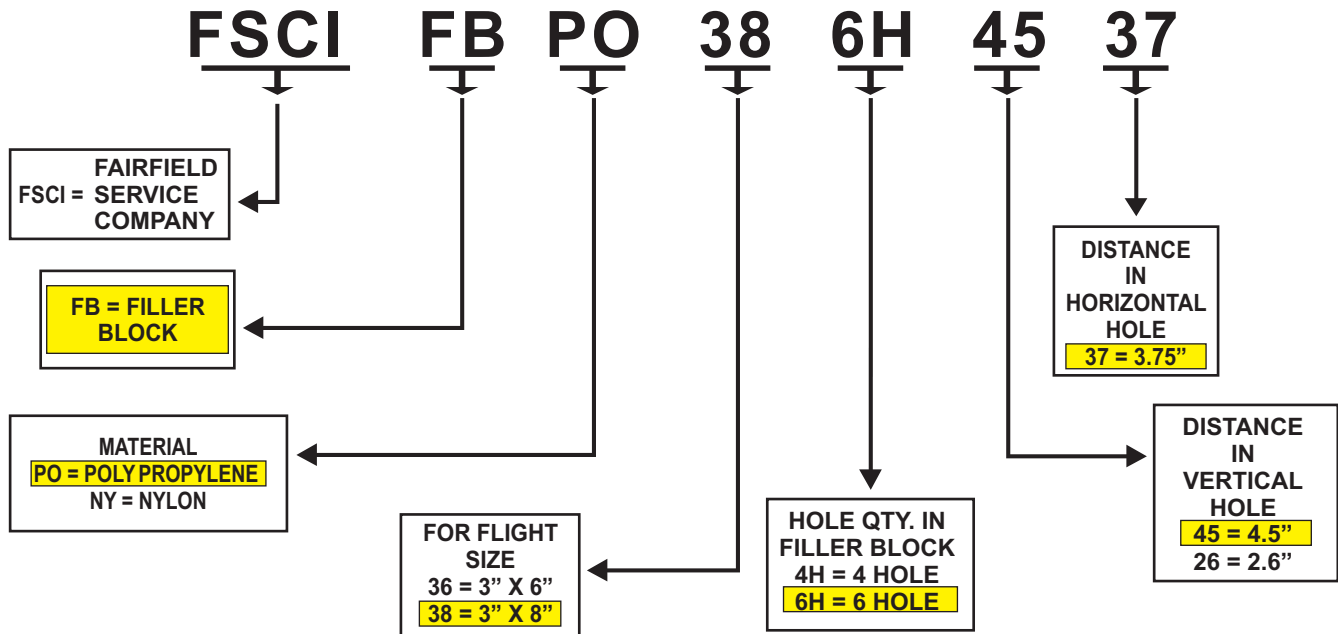 FSCI FB PO 38 6H 45 37
FAIRFIELD
FSCI = SERVICE
COMPANY
FB = FILLER
BLOCK
MATERIAL
PO = POLY PROPYLENE
NY = NYLON
FOR FLIGHT
SIZE
36 = 3” X 6”
38 = 3” X 8”
HOLE QTY. IN
FILLER BLOCK
4H = 4 HOLE
6H = 6 HOLE
DISTANCE
IN
HORIZONTAL
HOLE
37 = 3.75”
DISTANCE
IN
VERTICAL
HOLE
45 = 4.5”
26 = 2.6”